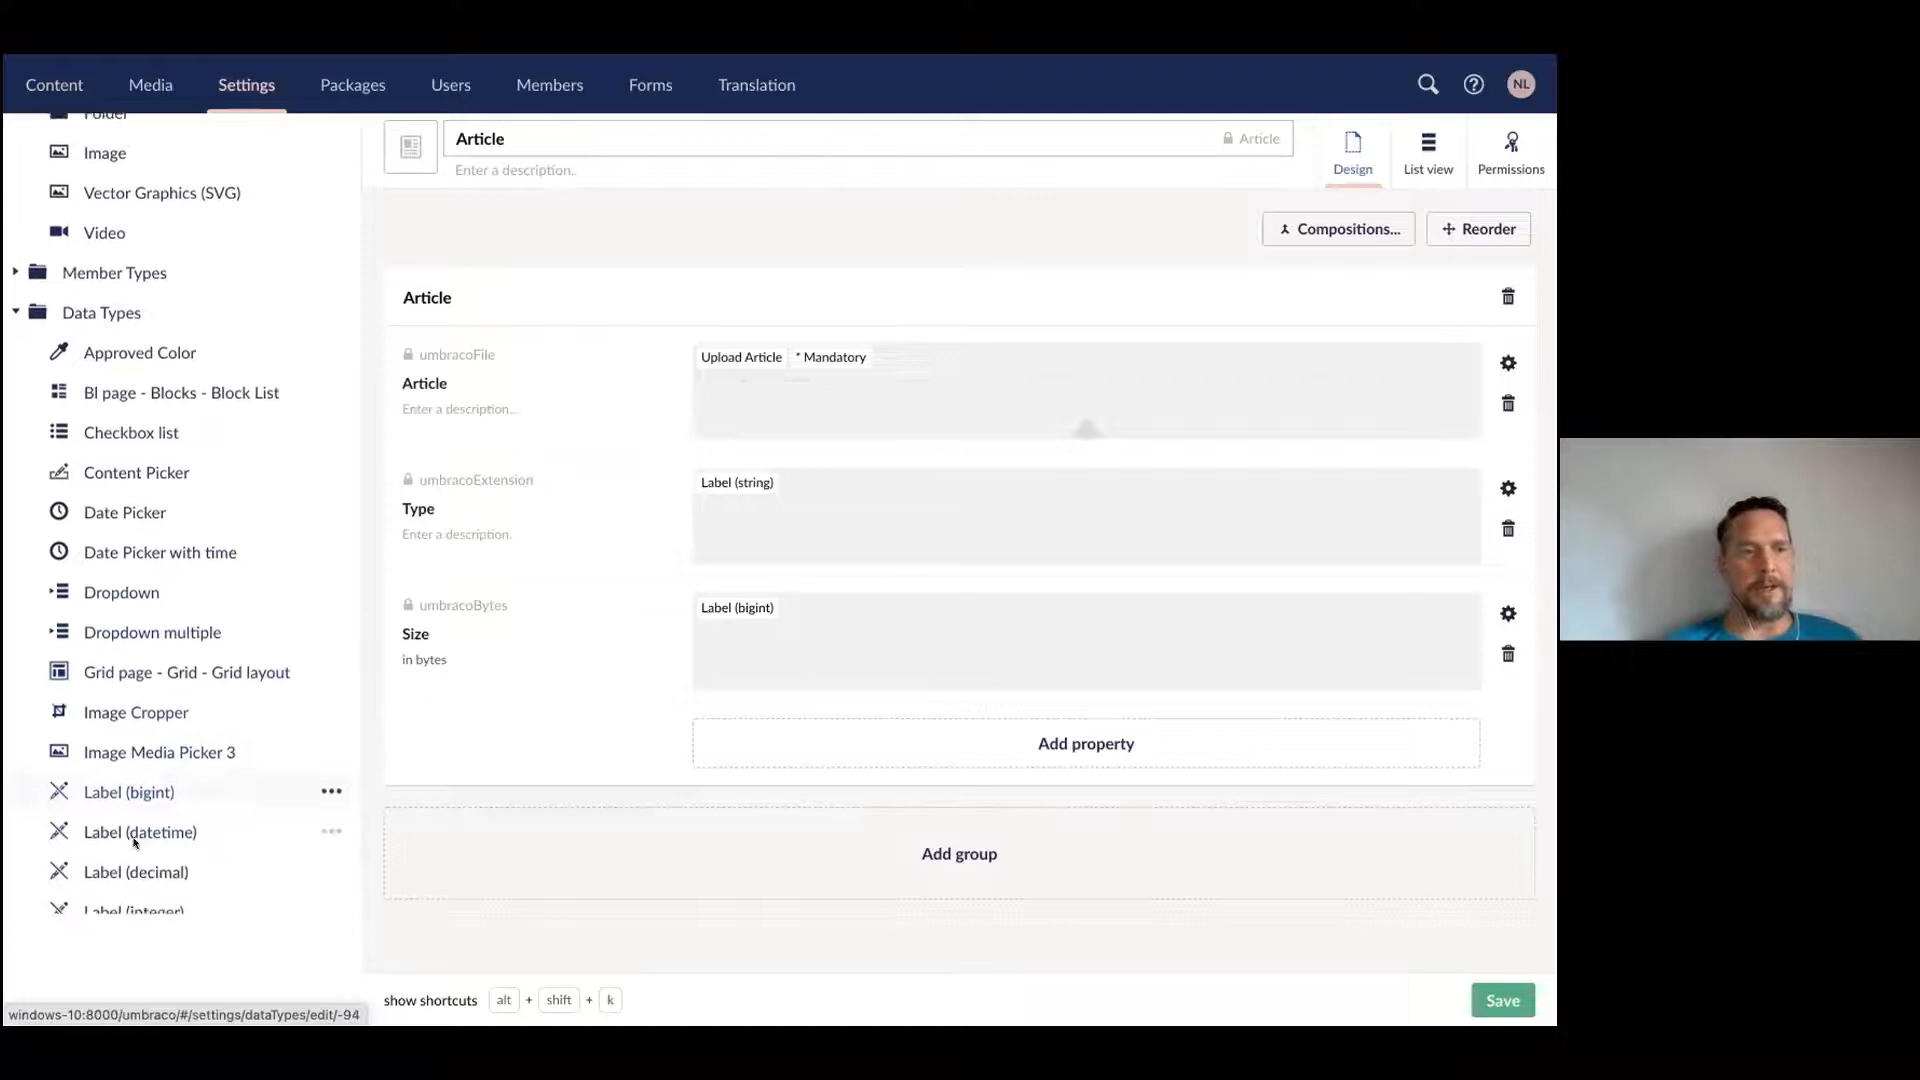 Content Media Settings Packages Users Members Forms Translation NL
Folder
Image
Vector Graphics (SVG)
Video
Member Types
Data Types
Approved Color
Bl page - Blocks - Block List
Checkbox list
Content Picker
Date Picker
Date Picker with time
Dropdown
Dropdown multiple
Grid page - Grid - Grid layout
Image Cropper
Image Media Picker 3
Label (bigint)
Label (datetime)
Label (decimal)
Label (integer)
windows-10:8000/umbraco/#/settings/dataTypes/edit/-94
Article Article
Enter a description..
Design List view Permissions
Compositions... Reorder
Article
umbracoFile
Article
Enter a description...
Upload Article * Mandatory
umbracoExtension
Type
Enter a description.
Label (string)
umbracoBytes
Size
in bytes
Label (bigint)
Add property
Add group
show shortcuts alt + shift + k
Save